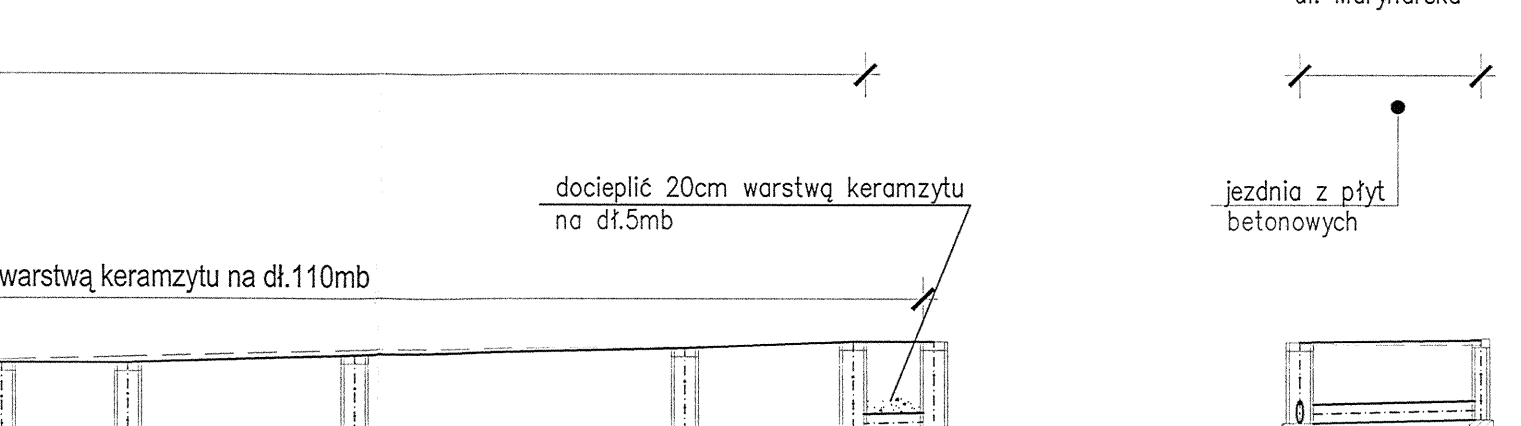 docieplić 20cm warstwą keramzytu
na dł.5mb
jezdnia z płyt
betonowych
warstwą keramzytu na dł.110mb